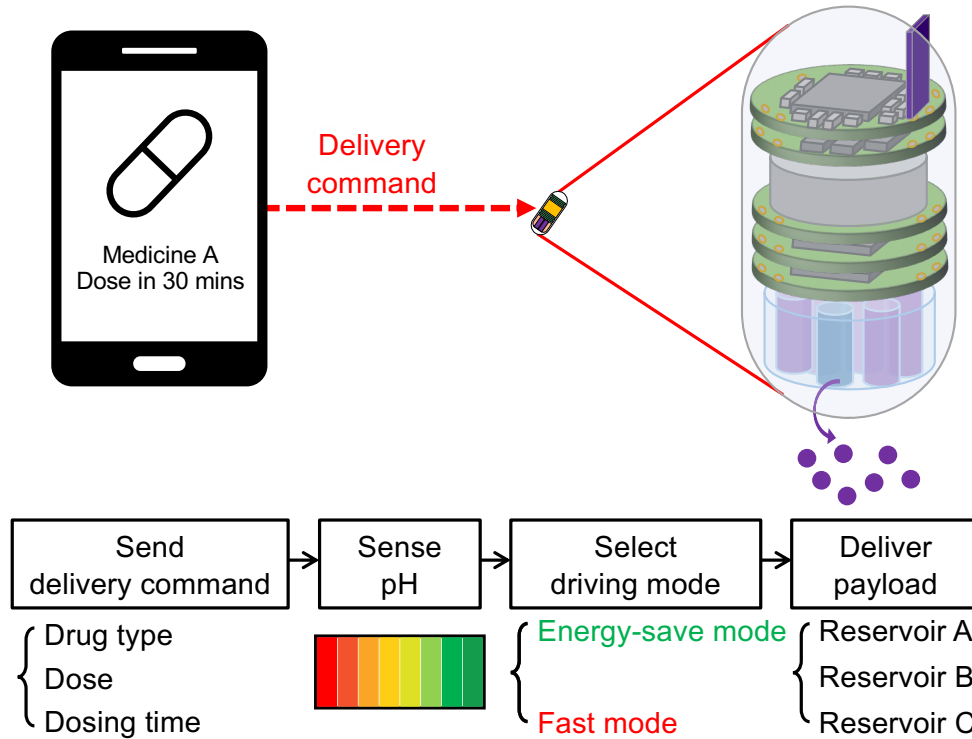 Delivery
command
Medicine A
Dose in 30 mins
Send
delivery command
Sense
pH
Select
driving mode
Deliver
payload
Drug type
Dose
Dosing time
Energy-save mode
Fast mode
Reservoir A
Reservoir B
Reservoir C